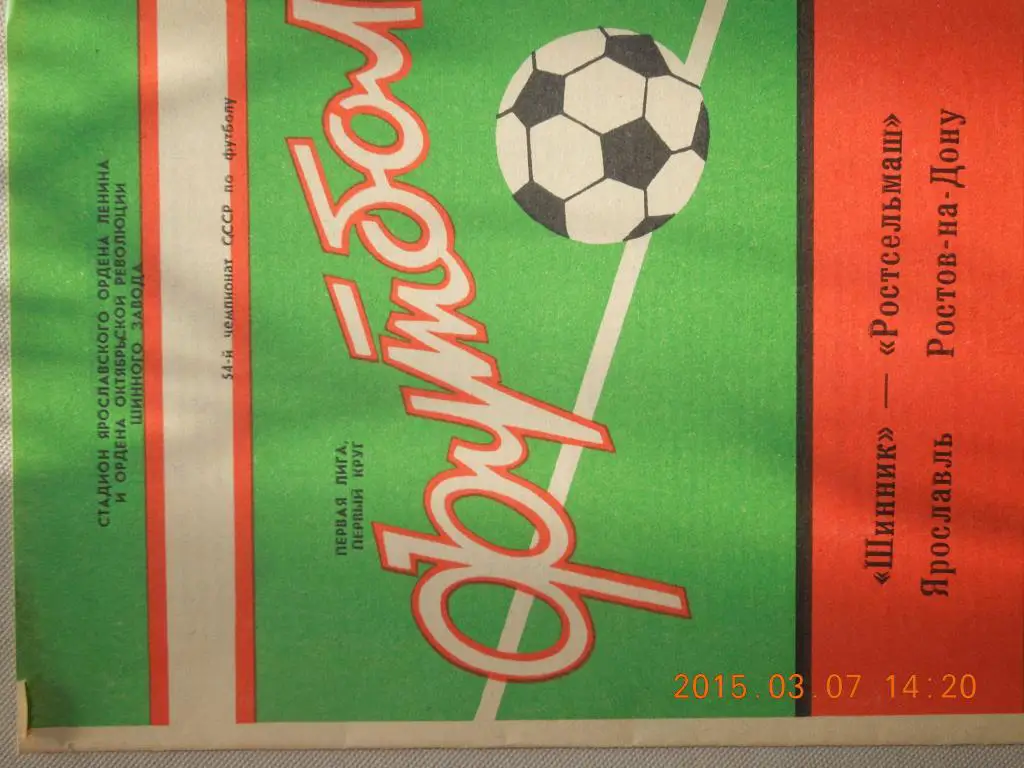 СТАДИОН ЯРОСЛАВСКОГО ОРДЕНА ЛЕНИНА
И ОРДЕНА ОКТЯБРЬСКОЙ РЕВОЛЮЦИИ
ШИННОГО ЗАВОДА
54-й чемпионат СССР по футболу
ПЕРВАЯ ЛИГА,
ПЕРВЫЙ КРУГ
футбол
«Шинник» — «Ростсельмаш»
Ярославль Ростов-на-Дону
2015.03.07 14:20